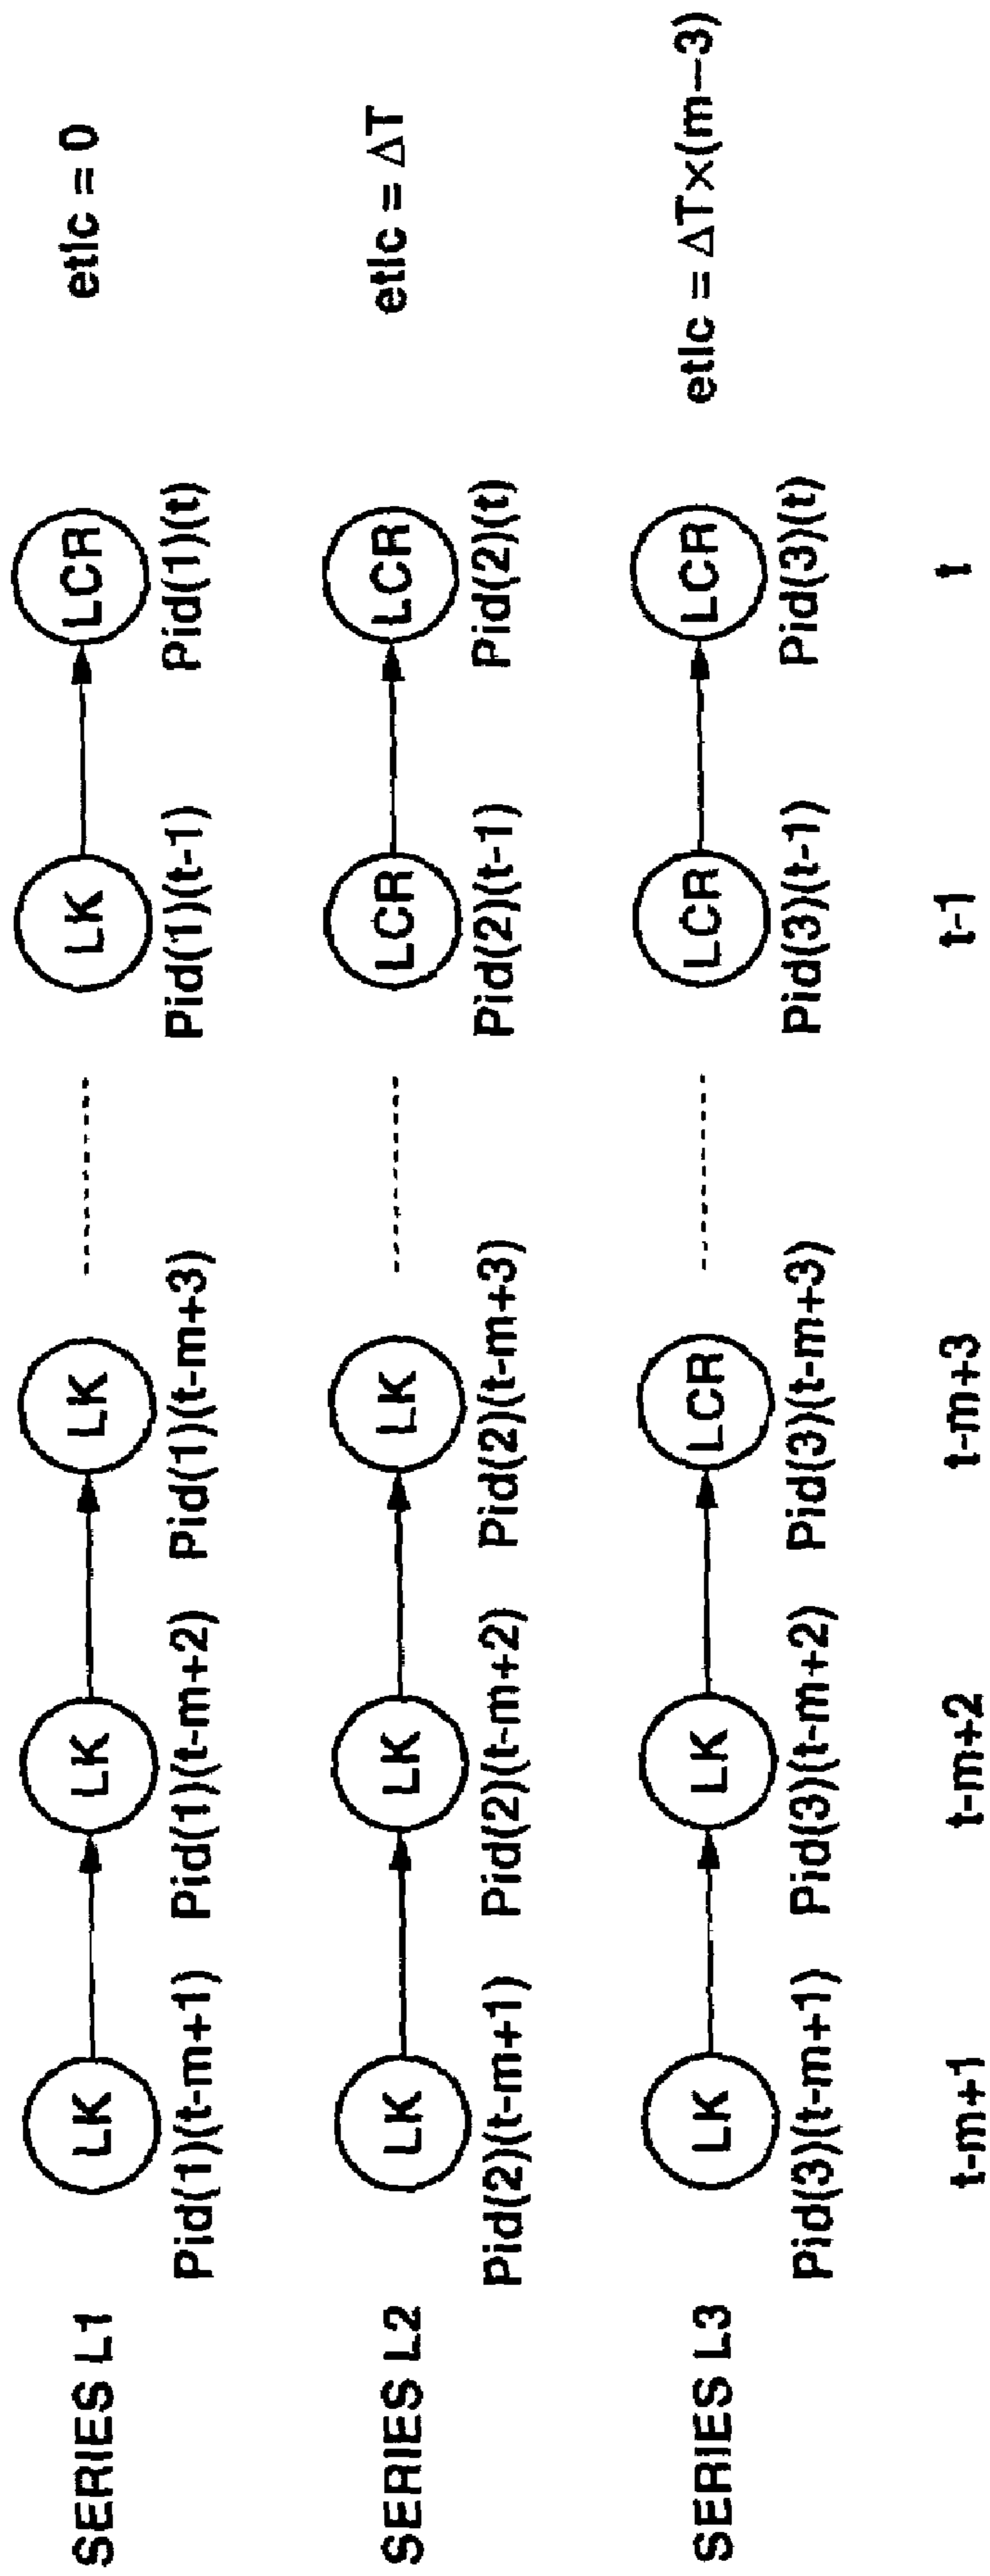 SERIES L1
LK
LK
LK
LK
LCR
etlc = 0
Pid(1)(t-m+1)
Pid(1)(t-m+2)
Pid(1)(t-m+3)
Pid(1)(t-1)
Pid(1)(t)
SERIES L2
LK
LK
LK
LCR
LCR
etlc = ΔT
Pid(2)(t-m+1)
Pid(2)(t-m+2)
Pid(2)(t-m+3)
Pid(2)(t-1)
Pid(2)(t)
SERIES L3
LK
LK
LCR
LCR
LCR
etlc = ΔT×(m−3)
Pid(3)(t-m+1)
Pid(3)(t-m+2)
Pid(3)(t-m+3)
Pid(3)(t-1)
Pid(3)(t)
t-m+1
t-m+2
t-m+3
t-1
t